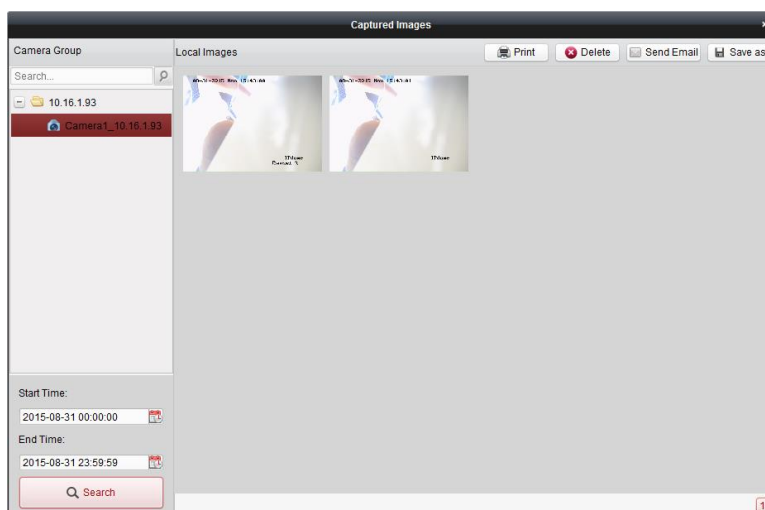 Captured Images
Camera Group
Local Images
Print
Delete
Send Email
Save as
Search...
10.16.1.93
Camera1_10.16.1.93
Start Time:
2015-08-31 00:00:00
End Time:
2015-08-31 23:59:59
Search
1